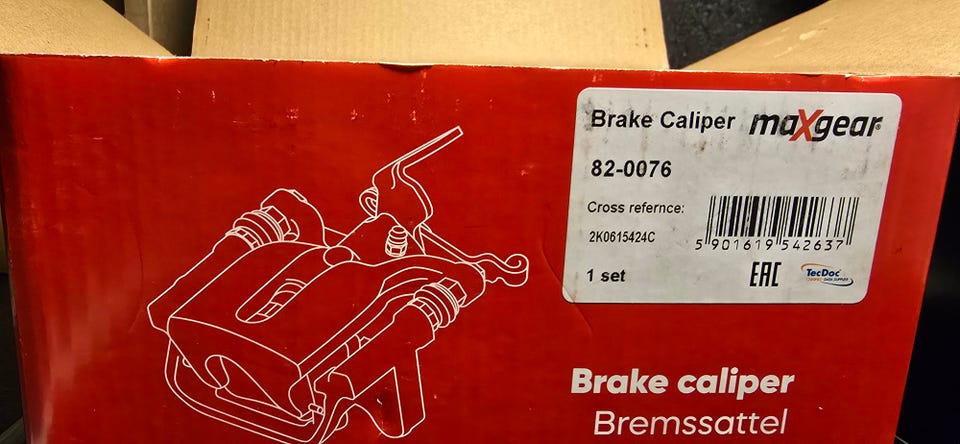 Brake Caliper maXgear®
82-0076
Cross refernce:
2K0615424C
5 901619 542637
1 set EAC TecDoc
Brake caliper
Bremssattel